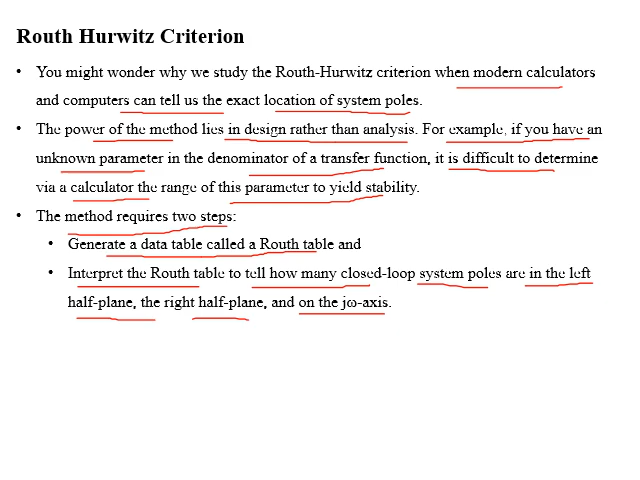 Routh Hurwitz Criterion
• You might wonder why we study the Routh-Hurwitz criterion when modern calculators
and computers can tell us the exact location of system poles.
• The power of the method lies in design rather than analysis. For example, if you have an
unknown parameter in the denominator of a transfer function, it is difficult to determine
via a calculator the range of this parameter to yield stability.
• The method requires two steps:
• Generate a data table called a Routh table and
• Interpret the Routh table to tell how many closed-loop system poles are in the left
half-plane, the right half-plane, and on the jω-axis.